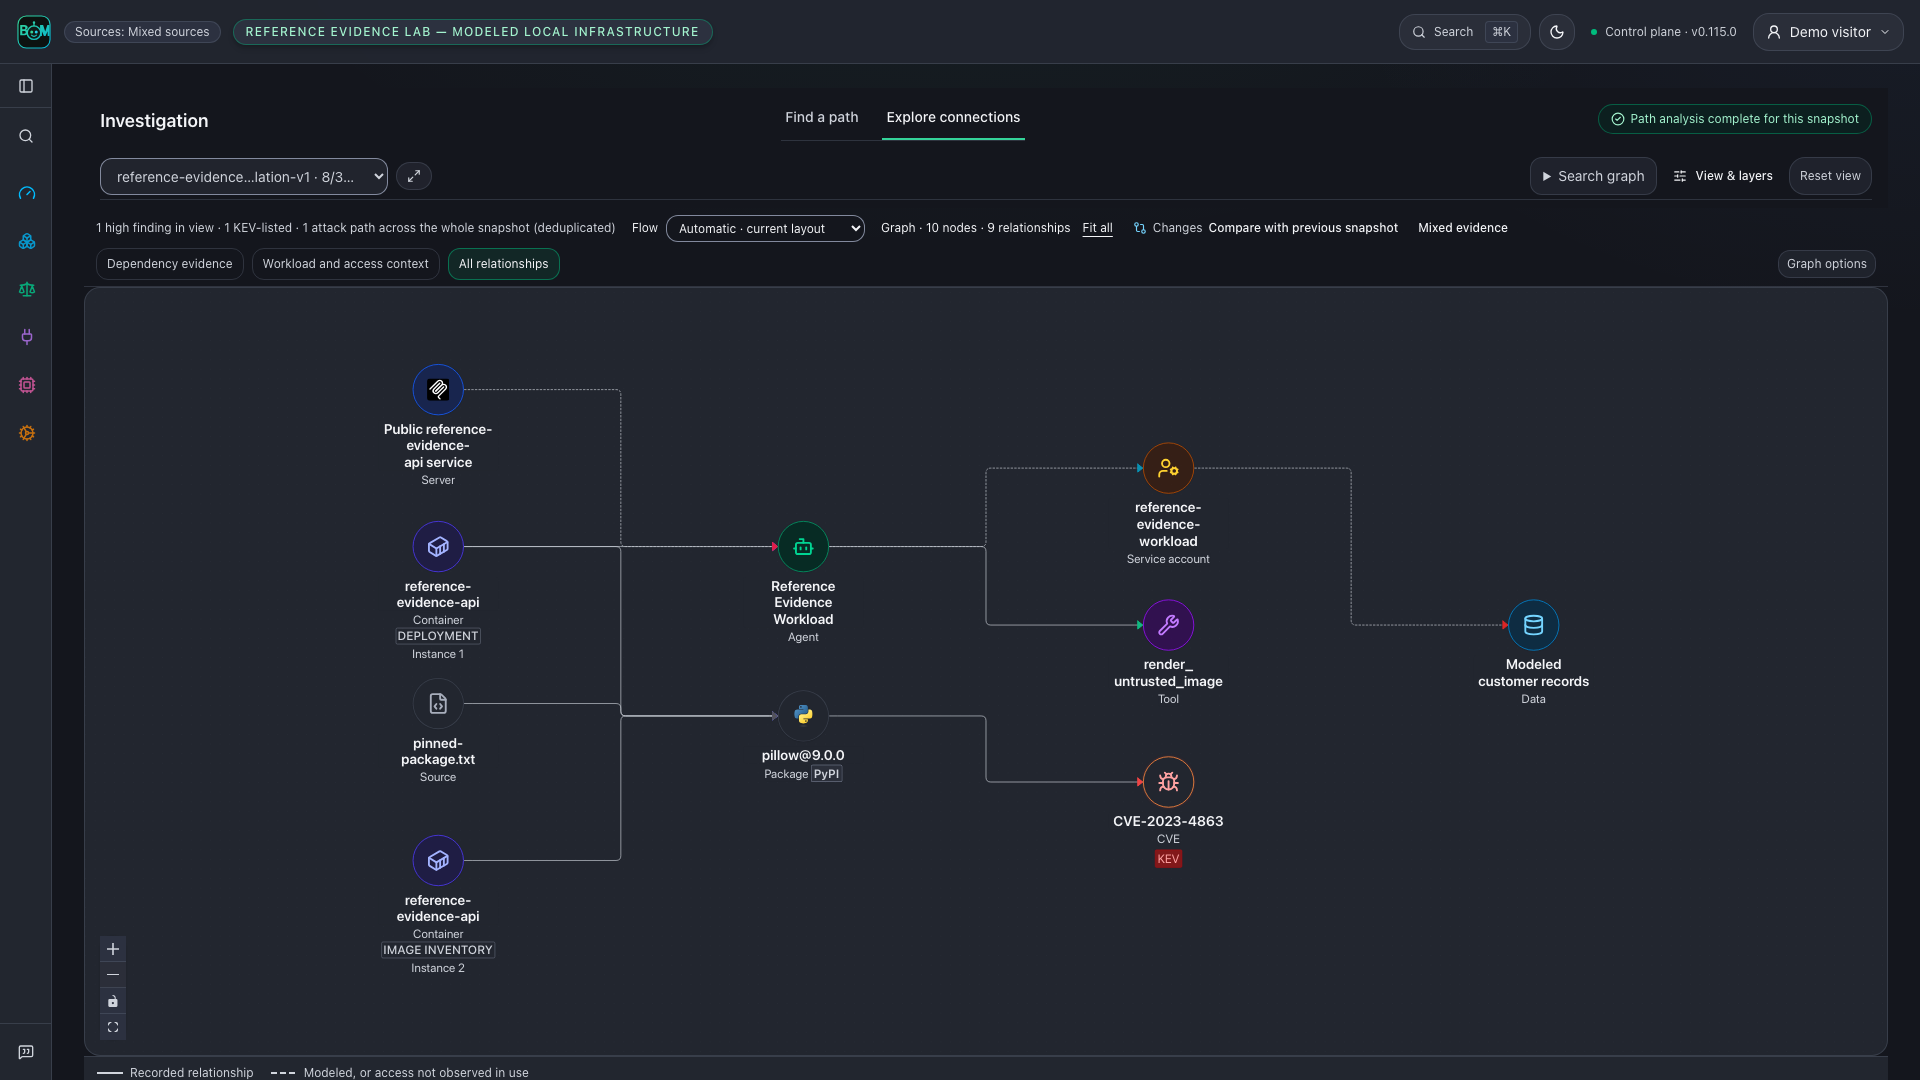 BOM
Sources: Mixed sources
REFERENCE EVIDENCE LAB — MODELED LOCAL INFRASTRUCTURE
Search ⌘K
Control plane · v0.115.0
Demo visitor
Investigation
Find a path
Explore connections
Path analysis complete for this snapshot
reference-evidence...lation-v1 · 8/3...
Search graph
View & layers
Reset view
1 high finding in view · 1 KEV-listed · 1 attack path across the whole snapshot (deduplicated)
Flow
Automatic · current layout
Graph · 10 nodes · 9 relationships
Fit all
Changes
Compare with previous snapshot
Mixed evidence
Dependency evidence
Workload and access context
All relationships
Graph options
Public reference-
evidence-
api service
Server
reference-
evidence-api
Container
DEPLOYMENT
Instance 1
pinned-
package.txt
Source
reference-
evidence-api
Container
IMAGE INVENTORY
Instance 2
Reference
Evidence
Workload
Agent
pillow@9.0.0
Package PyPI
reference-
evidence-
workload
Service account
render_
untrusted_image
Tool
CVE-2023-4863
CVE
KEV
Modeled
customer records
Data
Recorded relationship
Modeled, or access not observed in use